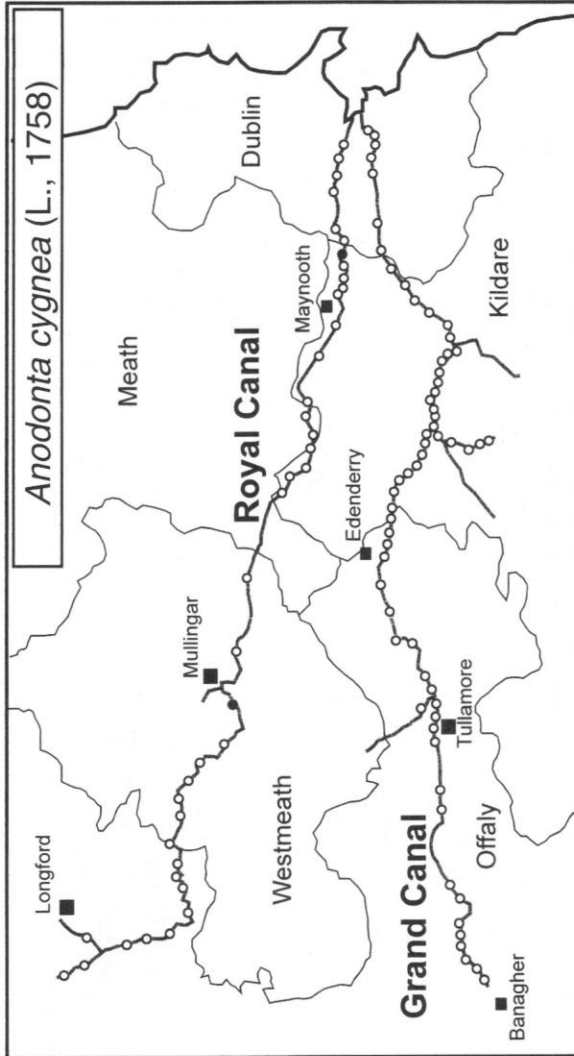 Anodonta cygnea (L., 1758)
Meath
Dublin
Longford
Mullingar
Royal Canal
Maynooth
Westmeath
Edenderry
Kildare
Grand Canal
Tullamore
Offaly
Banagher